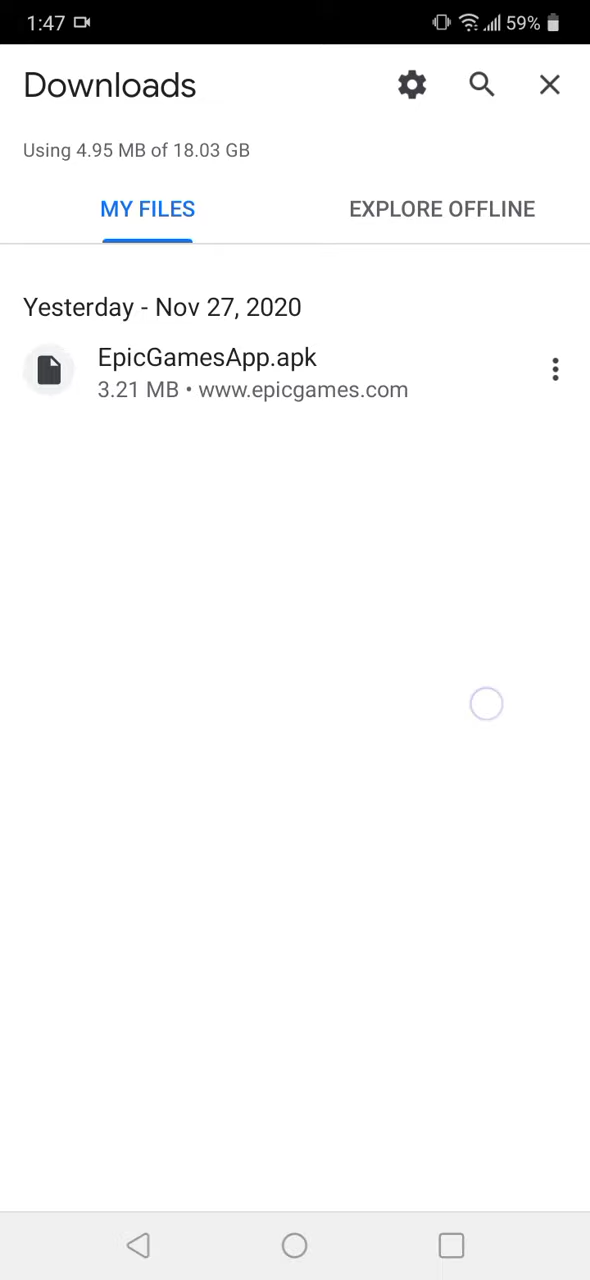 1:47 59%
Downloads
Using 4.95 MB of 18.03 GB
MY FILES EXPLORE OFFLINE
Yesterday - Nov 27, 2020
EpicGamesApp.apk
3.21 MB • www.epicgames.com